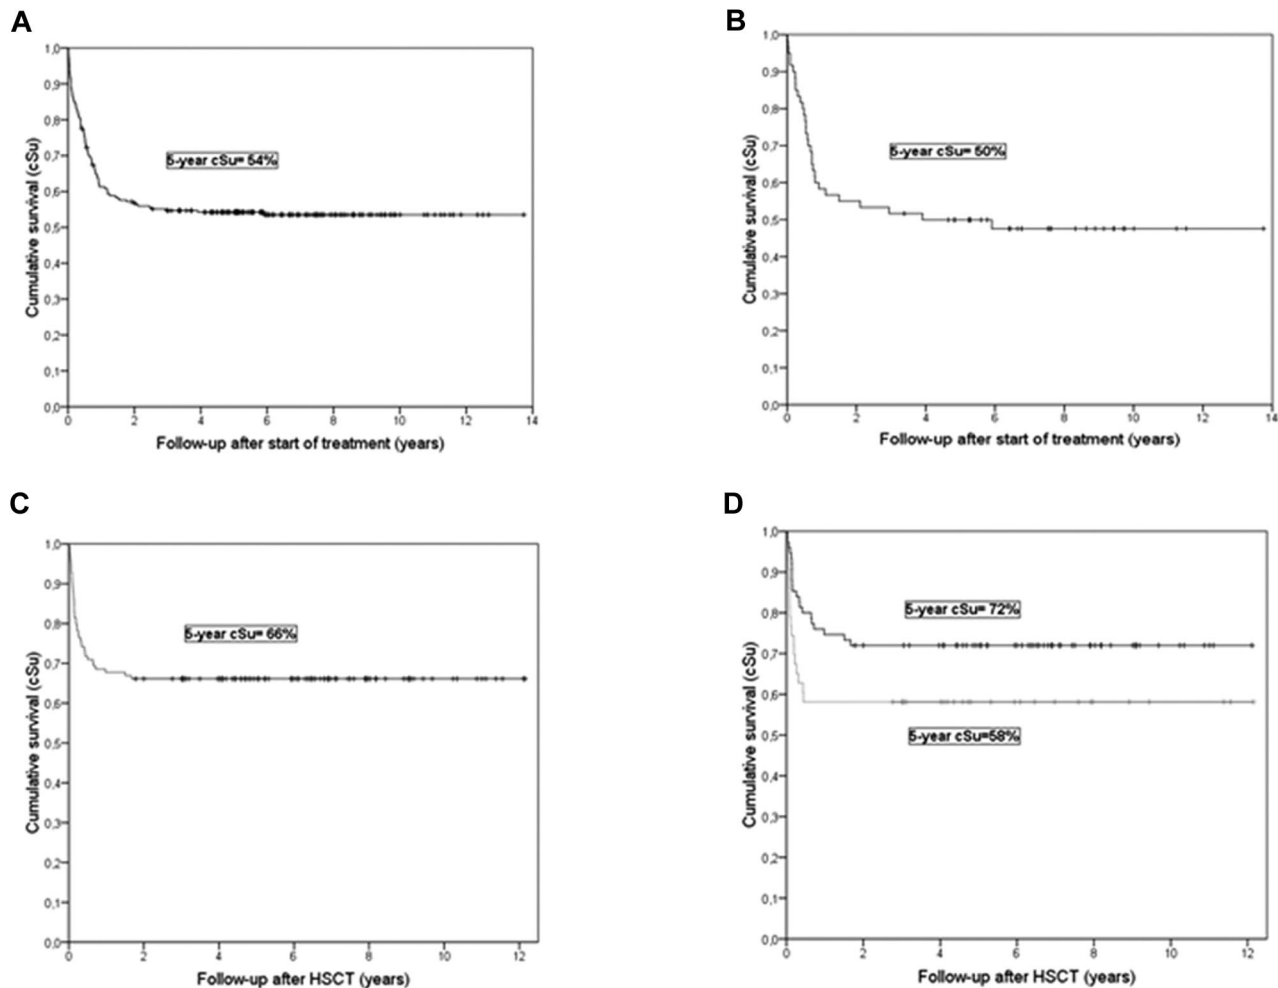 A
1,0
0,9
0,8
0,7
0,6
0,5
0,4
0,3
0,2
0,1
0,0
Cumulative survival (cSu)
5-year cSu= 54%
0 2 4 6 8 10 12 14
Follow-up after start of treatment (years)
B
1,0
0,9
0,8
0,7
0,6
0,5
0,4
0,3
0,2
0,1
0,0
Cumulative survival (cSu)
5-year cSu= 50%
0 2 4 6 8 10 12 14
Follow-up after start of treatment (years)
C
1,0
0,9
0,8
0,7
0,6
0,5
0,4
0,3
0,2
0,1
0,0
Cumulative survival (cSu)
5-year cSu= 66%
0 2 4 6 8 10 12
Follow-up after HSCT (years)
D
1,0
0,9
0,8
0,7
0,6
0,5
0,4
0,3
0,2
0,1
0,0
Cumulative survival (cSu)
5-year cSu= 72%
5-year cSu=58%
0 2 4 6 8 10 12
Follow-up after HSCT (years)